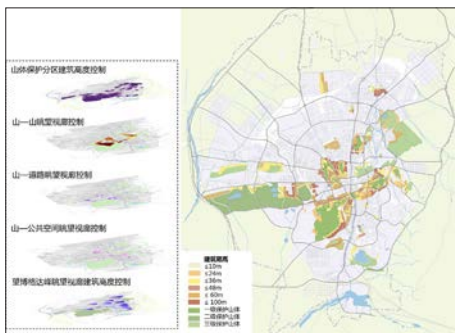 山体保护分区建筑高度控制
山—山眺望视廊控制
山—道路眺望视廊控制
山—公共空间眺望视廊控制
望博格达峰眺望视廊建筑高度控制
建筑限高
≤10m
≤24m
≤36m
≤48m
≤ 60m
≤ 100m
一级保护山体
二级保护山体
三级保护山体